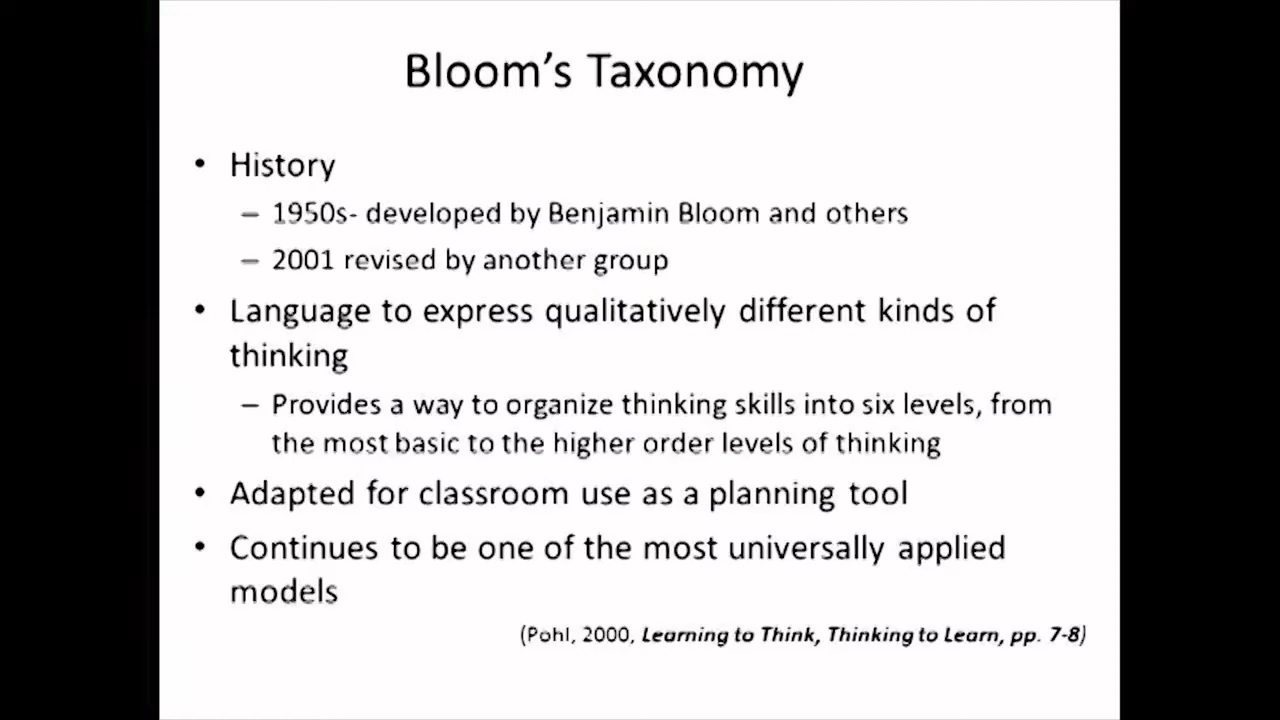 Bloom's Taxonomy
• History
– 1950s- developed by Benjamin Bloom and others
– 2001 revised by another group
• Language to express qualitatively different kinds of
thinking
– Provides a way to organize thinking skills into six levels, from
the most basic to the higher order levels of thinking
• Adapted for classroom use as a planning tool
• Continues to be one of the most universally applied
models
(Pohl, 2000, Learning to Think, Thinking to Learn, pp. 7-8)